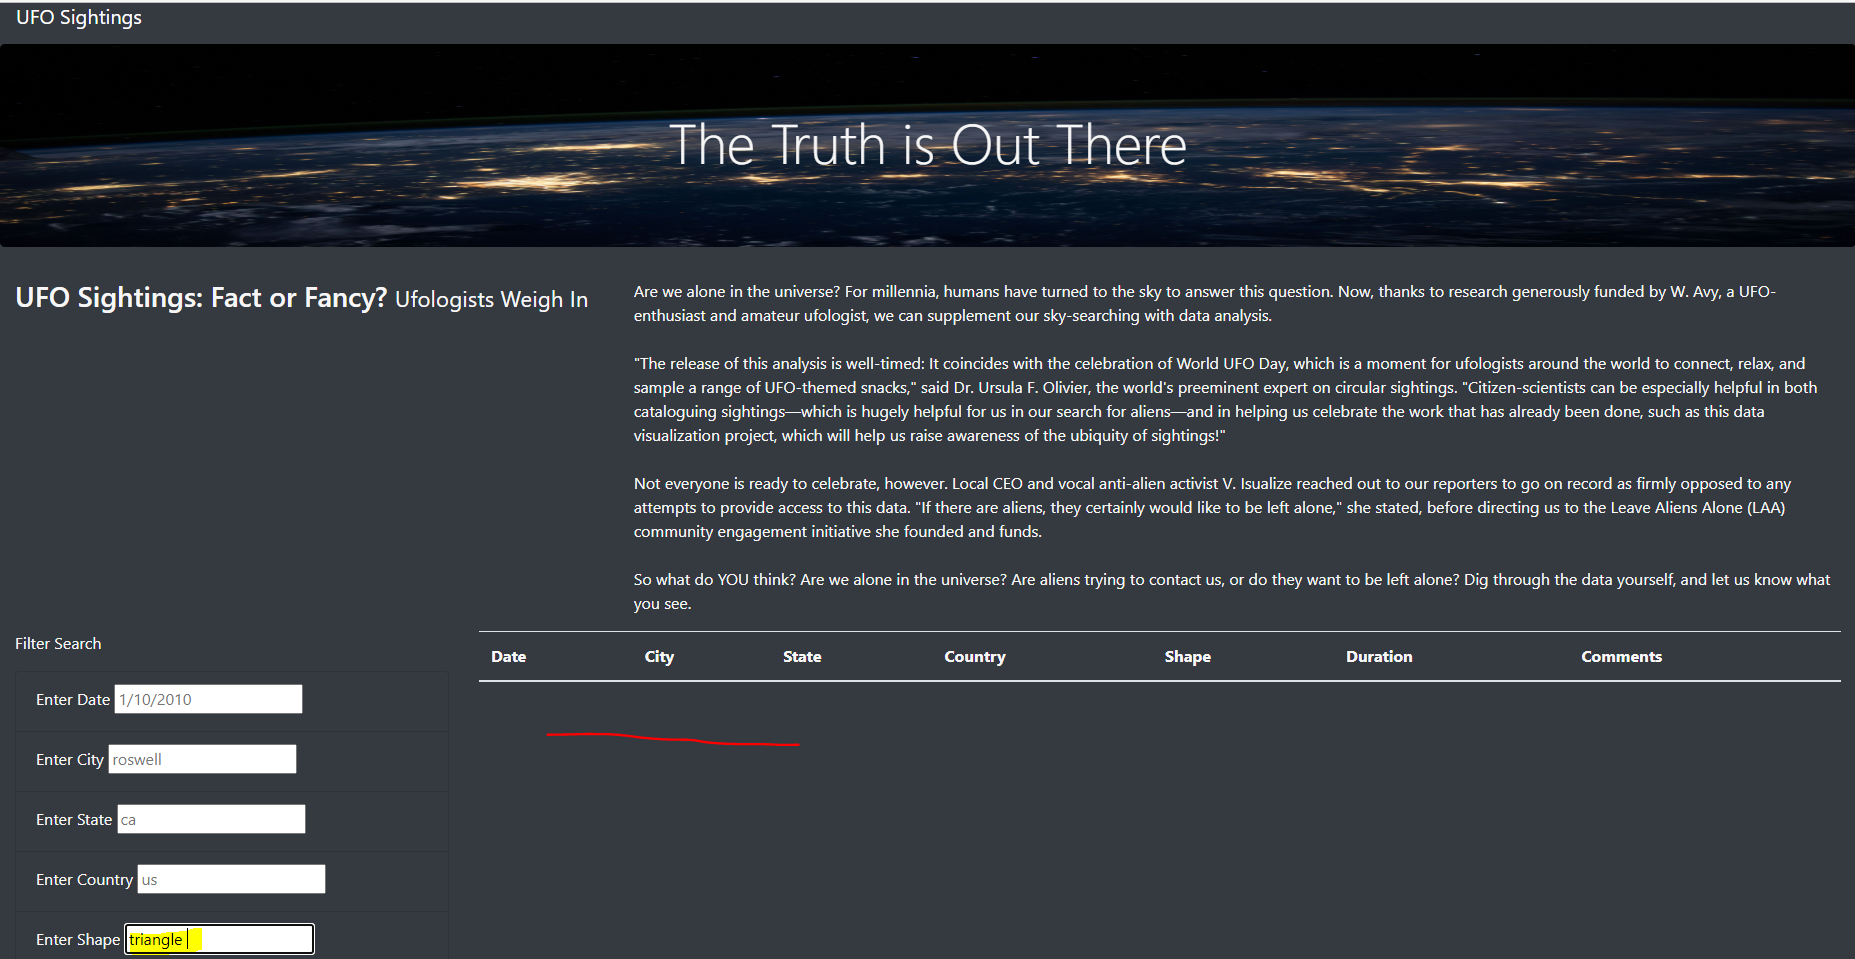 UFO Sightings
The Truth is Out There
UFO Sightings: Fact or Fancy? Ufologists Weigh In
Are we alone in the universe? For millennia, humans have turned to the sky to answer this question. Now, thanks to research generously funded by W. Avy, a UFO-
enthusiast and amateur ufologist, we can supplement our sky-searching with data analysis.
"The release of this analysis is well-timed: It coincides with the celebration of World UFO Day, which is a moment for ufologists around the world to connect, relax, and
sample a range of UFO-themed snacks," said Dr. Ursula F. Olivier, the world's preeminent expert on circular sightings. "Citizen-scientists can be especially helpful in both
cataloguing sightings—which is hugely helpful for us in our search for aliens—and in helping us celebrate the work that has already been done, such as this data
visualization project, which will help us raise awareness of the ubiquity of sightings!"
Not everyone is ready to celebrate, however. Local CEO and vocal anti-alien activist V. Isualize reached out to our reporters to go on record as firmly opposed to any
attempts to provide access to this data. "If there are aliens, they certainly would like to be left alone," she stated, before directing us to the Leave Aliens Alone (LAA)
community engagement initiative she founded and funds.
So what do YOU think? Are we alone in the universe? Are aliens trying to contact us, or do they want to be left alone? Dig through the data yourself, and let us know what
you see.
Filter Search
Enter Date 1/10/2010
Enter City roswell
Enter State ca
Enter Country us
Enter Shape triangle
Date City State Country Shape Duration Comments